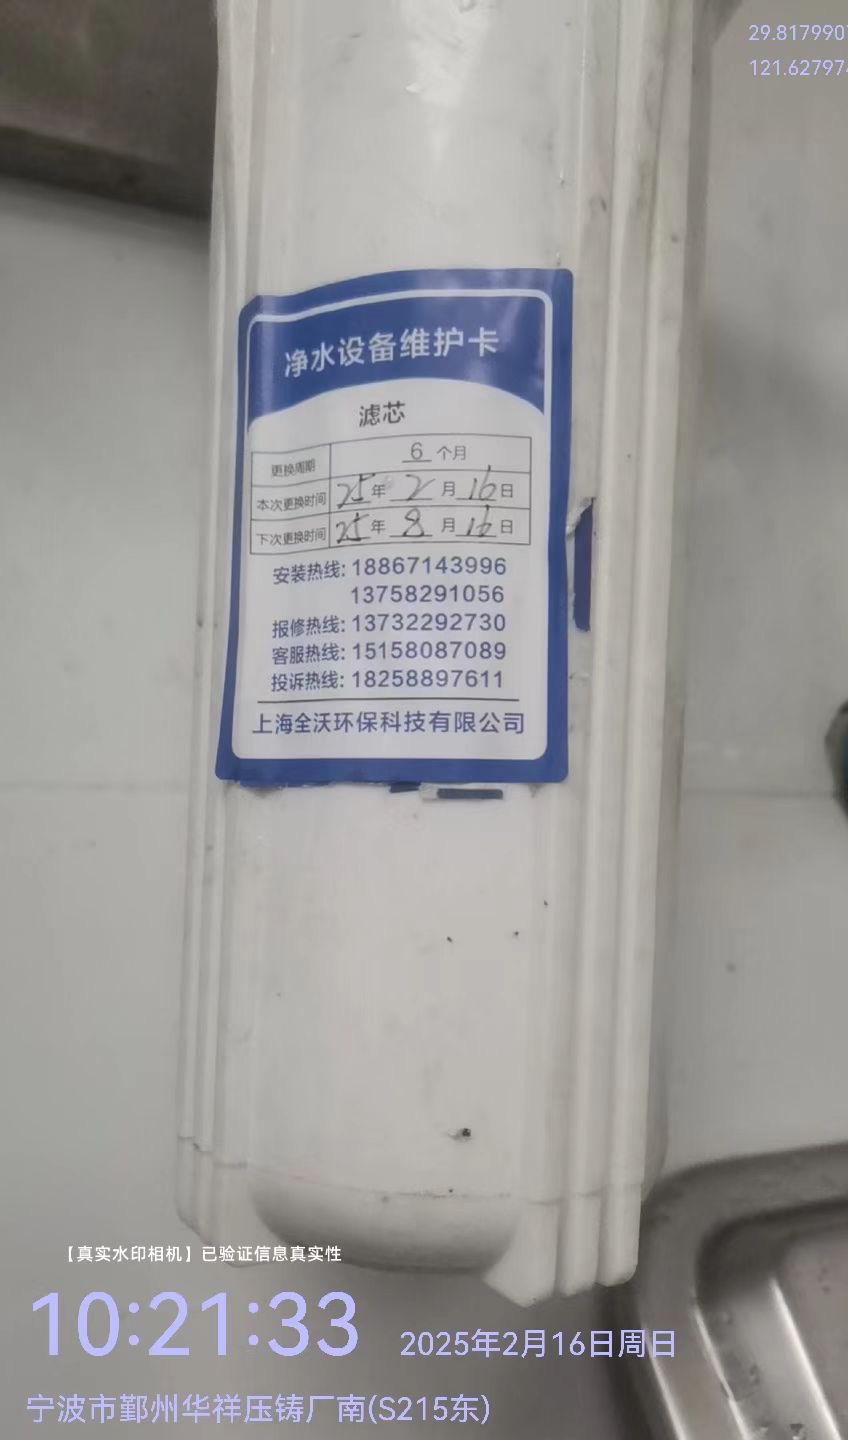 29.817990
121.62797
净水设备维护卡
滤芯
更换周期 6 个月
本次更换时间 25 年 2 月 16 日
下次更换时间 25 年 8 月 16 日
安装热线: 18867143996
13758291056
报修热线: 13732292730
客服热线: 15158087089
投诉热线: 18258897611
上海全沃环保科技有限公司
【真实水印相机】已验证信息真实性
10:21:33 2025年2月16日周日
宁波市鄞州华祥压铸厂南(S215东)